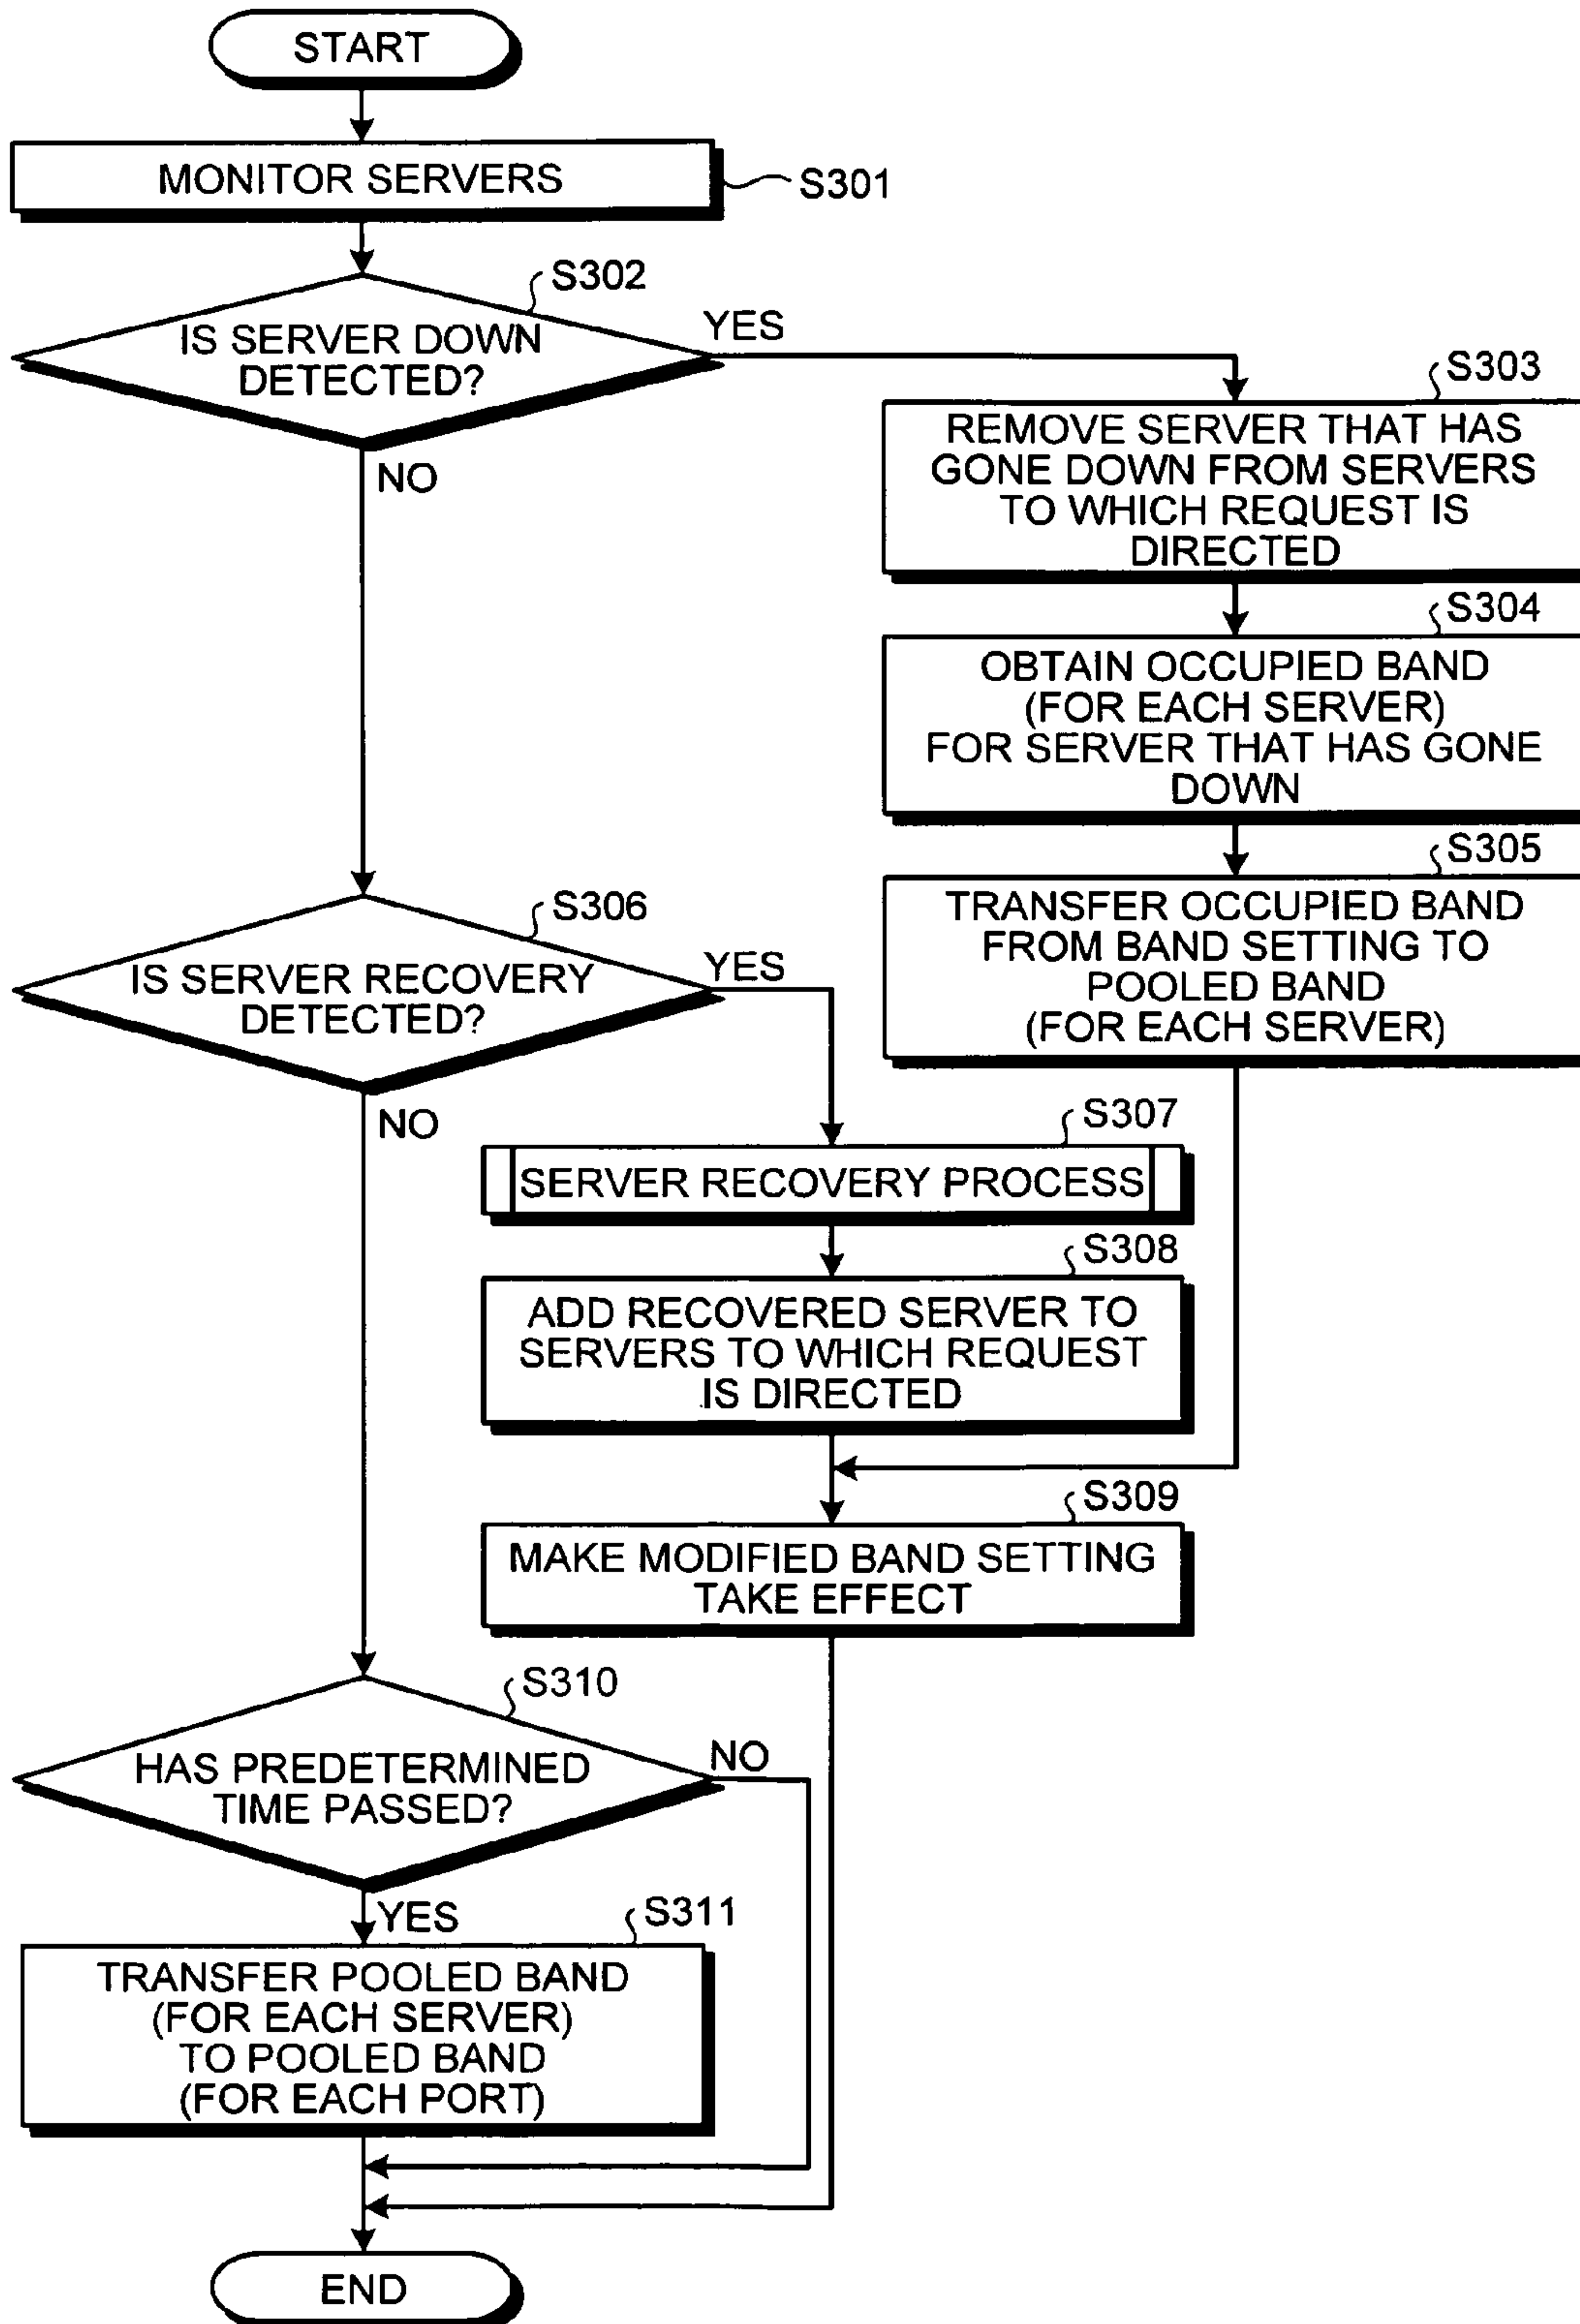 START
MONITOR SERVERS
S301
S302
IS SERVER DOWN
DETECTED?
YES
NO
S303
REMOVE SERVER THAT HAS
GONE DOWN FROM SERVERS
TO WHICH REQUEST IS
DIRECTED
S304
OBTAIN OCCUPIED BAND
(FOR EACH SERVER)
FOR SERVER THAT HAS GONE
DOWN
S305
TRANSFER OCCUPIED BAND
FROM BAND SETTING TO
POOLED BAND
(FOR EACH SERVER)
S306
IS SERVER RECOVERY
DETECTED?
YES
NO
S307
SERVER RECOVERY PROCESS
S308
ADD RECOVERED SERVER TO
SERVERS TO WHICH REQUEST
IS DIRECTED
S309
MAKE MODIFIED BAND SETTING
TAKE EFFECT
S310
HAS PREDETERMINED
TIME PASSED?
NO
YES
S311
TRANSFER POOLED BAND
(FOR EACH SERVER)
TO POOLED BAND
(FOR EACH PORT)
END